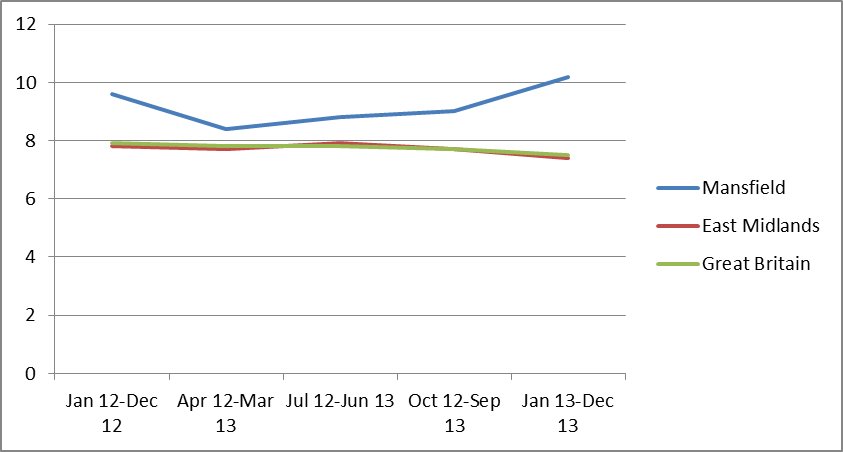 12
10
8
6
4
2
0
Jan 12-Dec
12
Apr 12-Mar
13
Jul 12-Jun 13
Oct 12-Sep
13
Jan 13-Dec
13
Mansfield
East Midlands
Great Britain